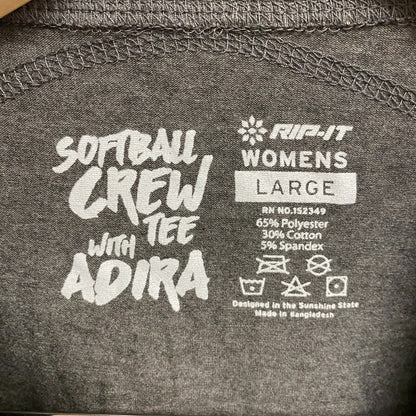 SOFTBALL
CREW
TEE
WITH
ADIRA
RIP-IT
WOMENS
LARGE
RN NO.152349
65% Polyester
30% Cotton
5% Spandex
Designed in the Sunshine State
Made in Bangladesh